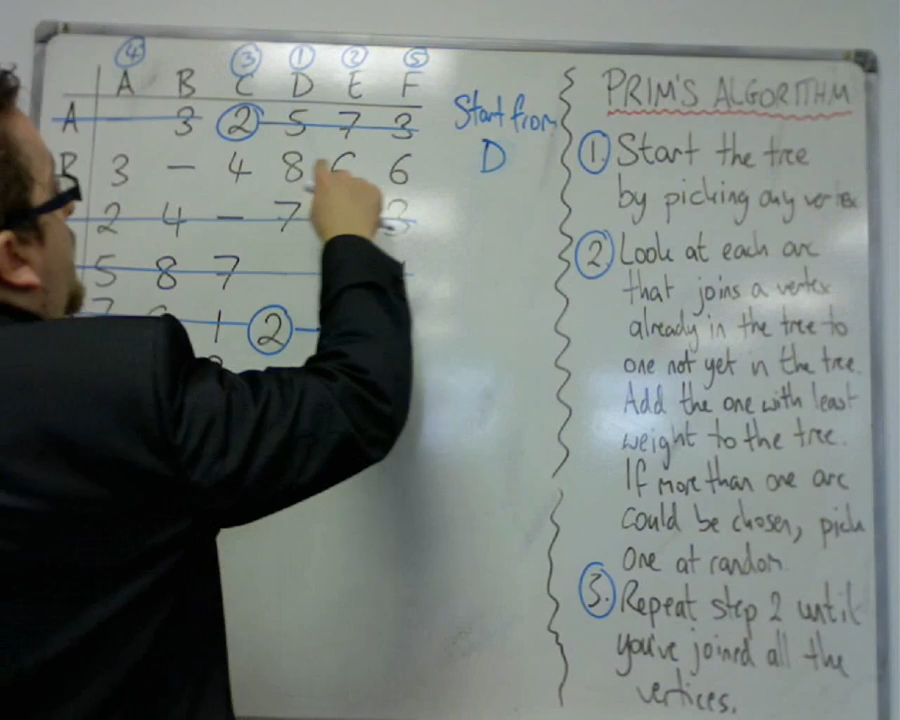 4 3 1 2 5
A B C D E F
A 3 2 5 7 3
B 3 - 4 8 6 6
2 4 - 7
5 8 7
1 2
Start from
D
PRIM'S ALGORITHM
1 Start the tree
by picking any vertex
2 Look at each arc
that joins a vertex
already in the tree to
one not yet in the tree.
Add the one with least
weight to the tree.
If more than one arc
could be chosen, pick
one at random
3. Repeat step 2 until
you've joined all the
vertices.